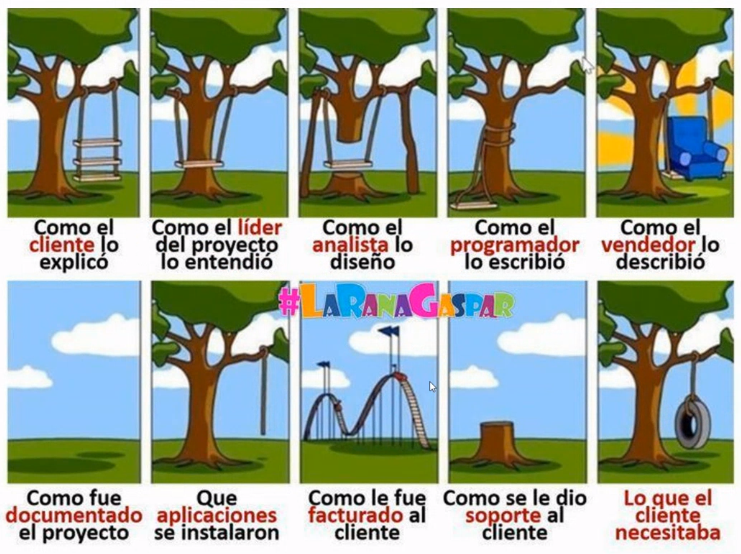 Como el
cliente lo
explicó
Como el líder
del proyecto
lo entendió
Como el
analista lo
diseño
Como el
programador
lo escribió
Como el
vendedor lo
describió
#LaRanaGaspar
Como fue
documentado
el proyecto
Que
aplicaciones
se instalaron
Como le fue
facturado al
cliente
Como se le dio
soporte al
cliente
Lo que el
cliente
necesitaba